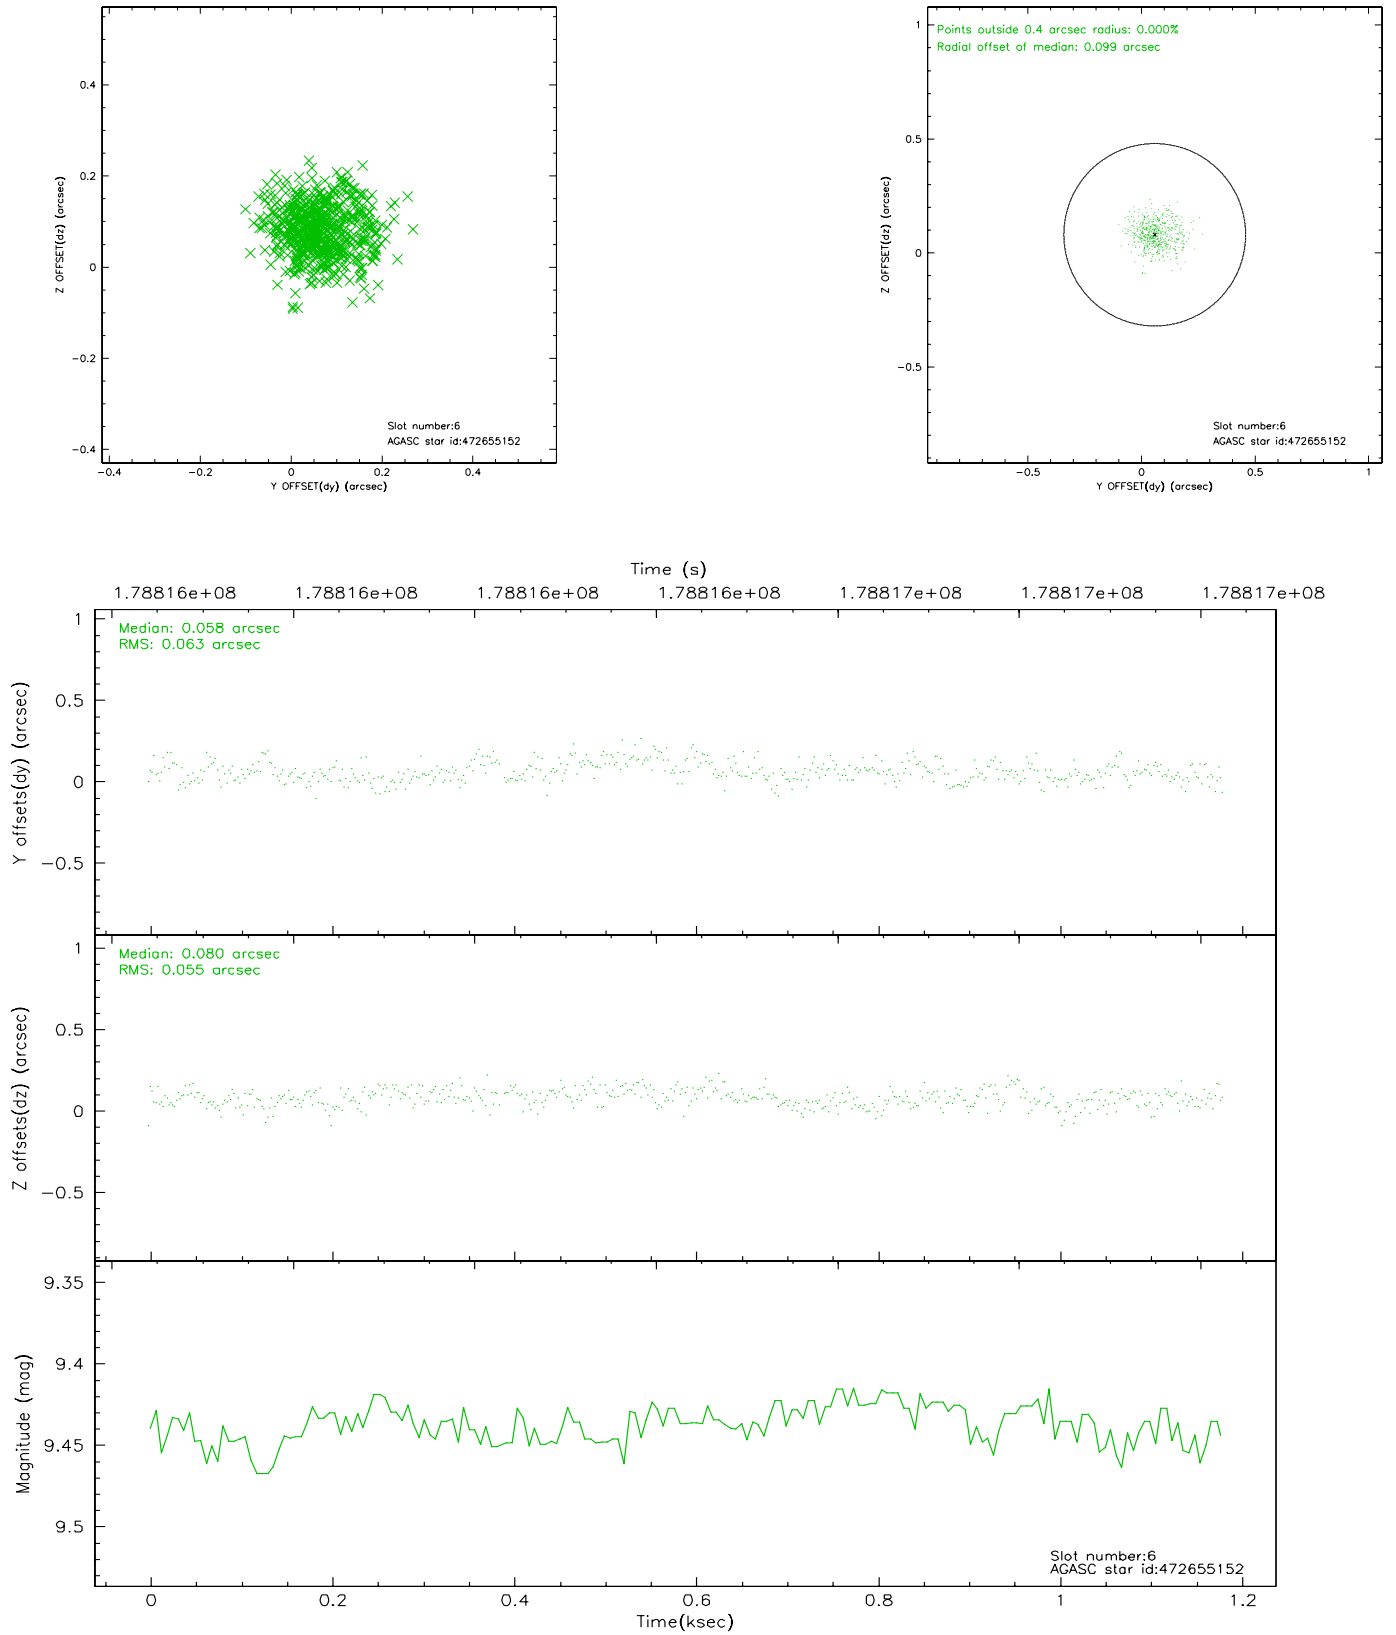 0.4
0.2
0
−0.2
−0.4
Z OFFSET(dz) (arcsec)
Slot number:6
AGASC star id:472655152
−0.4 −0.2 0 0.2 0.4
Y OFFSET(dy) (arcsec)
Points outside 0.4 arcsec radius: 0.000%
Radial offset of median: 0.099 arcsec
1
0.5
0
−0.5
Z OFFSET(dz) (arcsec)
Slot number:6
AGASC star id:472655152
−0.5 0 0.5 1
Y OFFSET(dy) (arcsec)
Time (s)
1.78816e+08 1.78816e+08 1.78816e+08 1.78816e+08 1.78817e+08 1.78817e+08 1.78817e+08
Median: 0.058 arcsec
RMS: 0.063 arcsec
1
0.5
0
−0.5
Y offsets(dy) (arcsec)
Median: 0.080 arcsec
RMS: 0.055 arcsec
1
0.5
0
−0.5
Z offsets(dz) (arcsec)
9.35
9.4
9.45
9.5
Magnitude (mag)
Slot number:6
AGASC star id:472655152
0 0.2 0.4 0.6 0.8 1 1.2
Time(ksec)